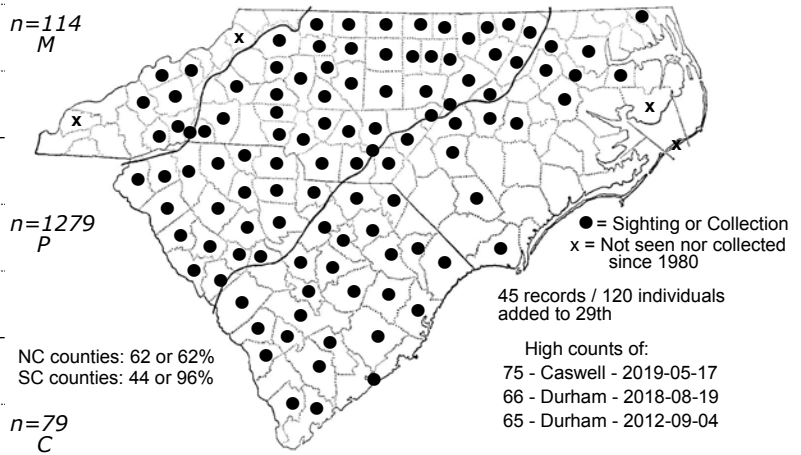 n=114
M
n=1279
P
n=79
C
x
x
x
x
● = Sighting or Collection
x = Not seen nor collected
since 1980
45 records / 120 individuals
added to 29th
NC counties: 62 or 62%
SC counties: 44 or 96%
High counts of:
75 - Caswell - 2019-05-17
66 - Durham - 2018-08-19
65 - Durham - 2012-09-04